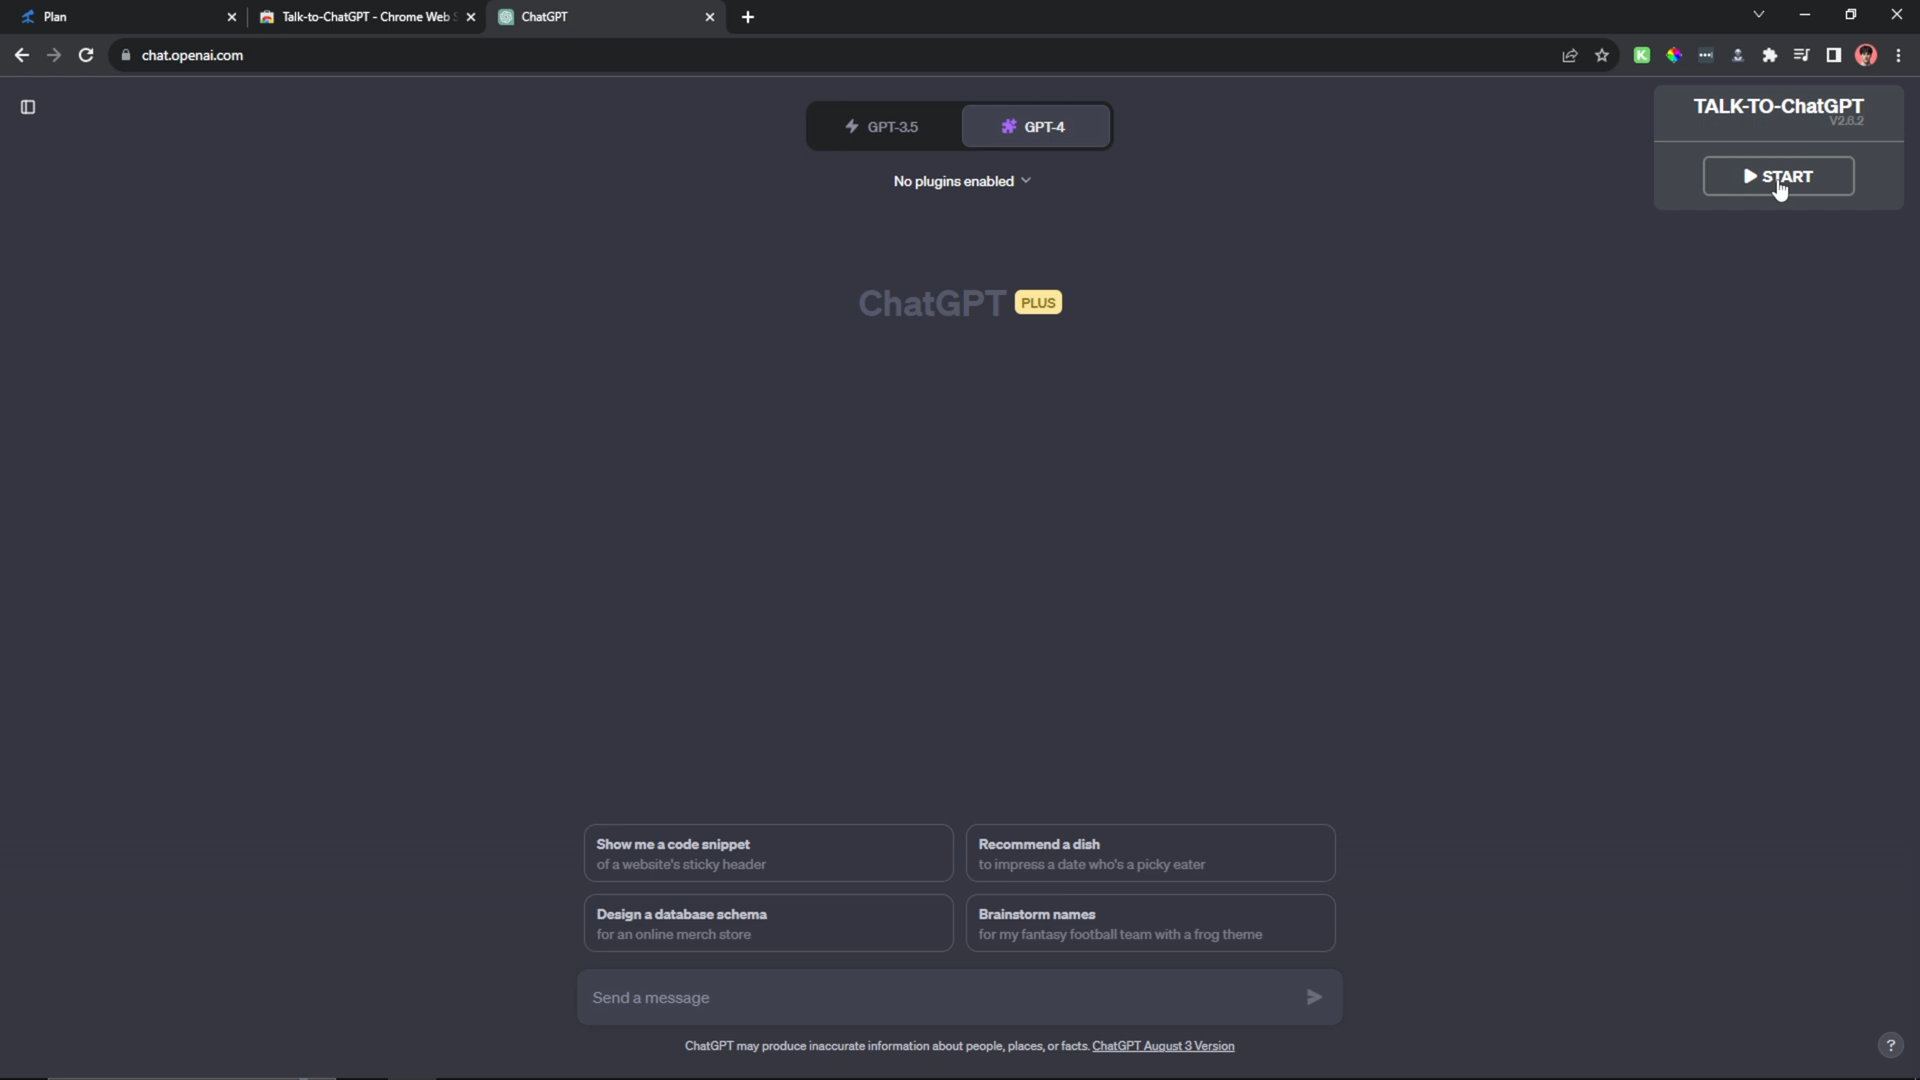 Plan
Talk-to-ChatGPT - Chrome Web
ChatGPT
chat.openai.com
TALK-TO-ChatGPT
V2.6.2
START
GPT-3.5
GPT-4
No plugins enabled
ChatGPT PLUS
Show me a code snippet
of a website's sticky header
Recommend a dish
to impress a date who's a picky eater
Design a database schema
for an online merch store
Brainstorm names
for my fantasy football team with a frog theme
Send a message
ChatGPT may produce inaccurate information about people, places, or facts. ChatGPT August 3 Version
?